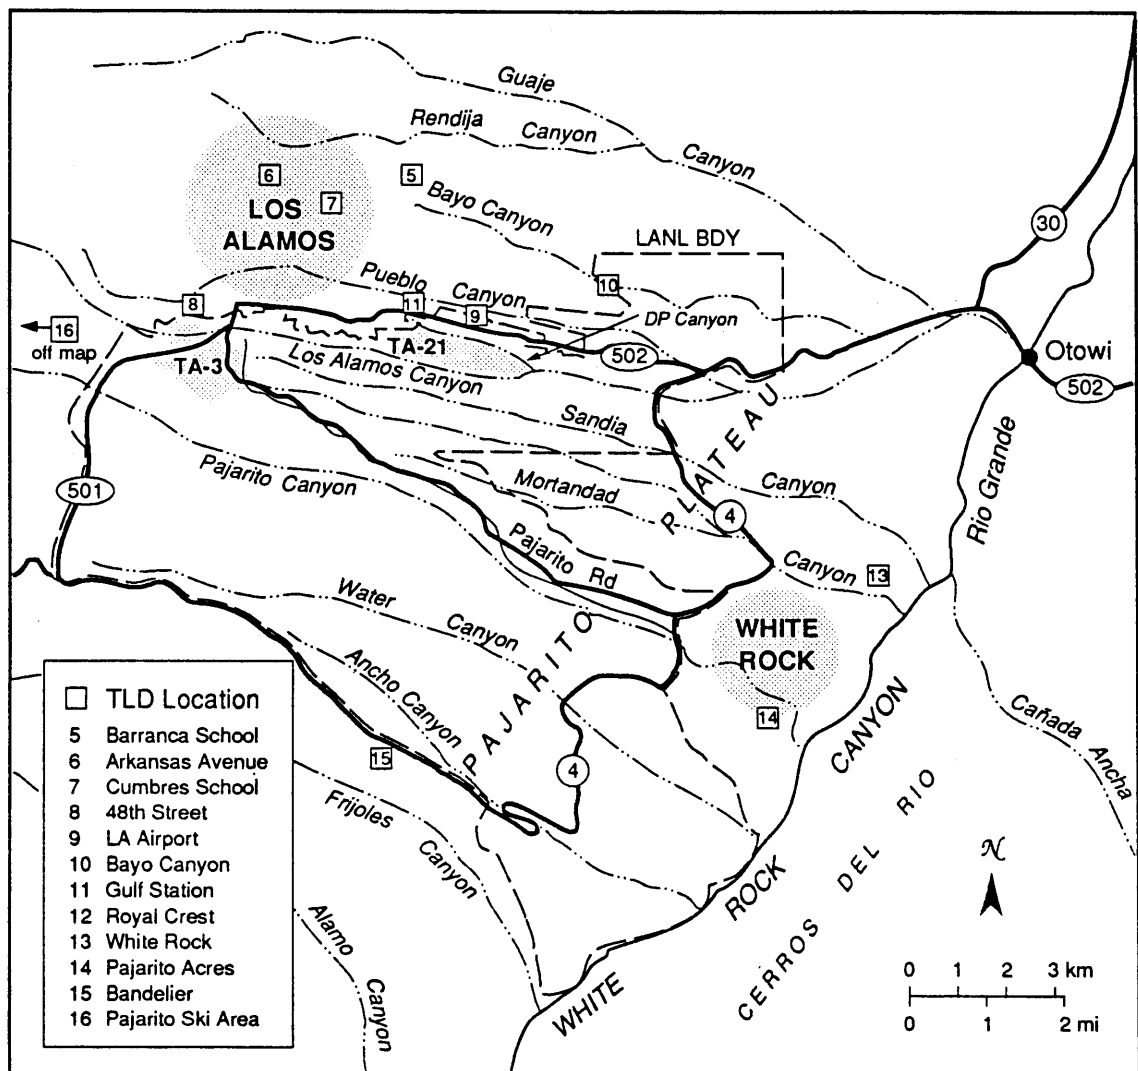 Guaje
Canyon
Rendija
Canyon
6
5
7
LOS
ALAMOS
Bayo Canyon
30
LANL BDY
Pueblo
Canyon
10
8
11
9
DP Canyon
16
off map
TA-3
TA-21
502
Otowi
502
Los Alamos Canyon
Sandia
Canyon
PLATEAU
Rio Grande
501
Pajarito Canyon
Mortandad
Canyon
4
Pajarito Rd
13
Water
Canyon
WHITE
ROCK
PAJARITO
Ancho Canyon
14
15
4
Cañada
Ancha
Frijoles
Canyon
Alamo
Canyon
WHITE
ROCK
CANYON
CERROS
DEL
RIO
TLD Location
5 Barranca School
6 Arkansas Avenue
7 Cumbres School
8 48th Street
9 LA Airport
10 Bayo Canyon
11 Gulf Station
12 Royal Crest
13 White Rock
14 Pajarito Acres
15 Bandelier
16 Pajarito Ski Area
N
0 1 2 3 km
0 1 2 mi